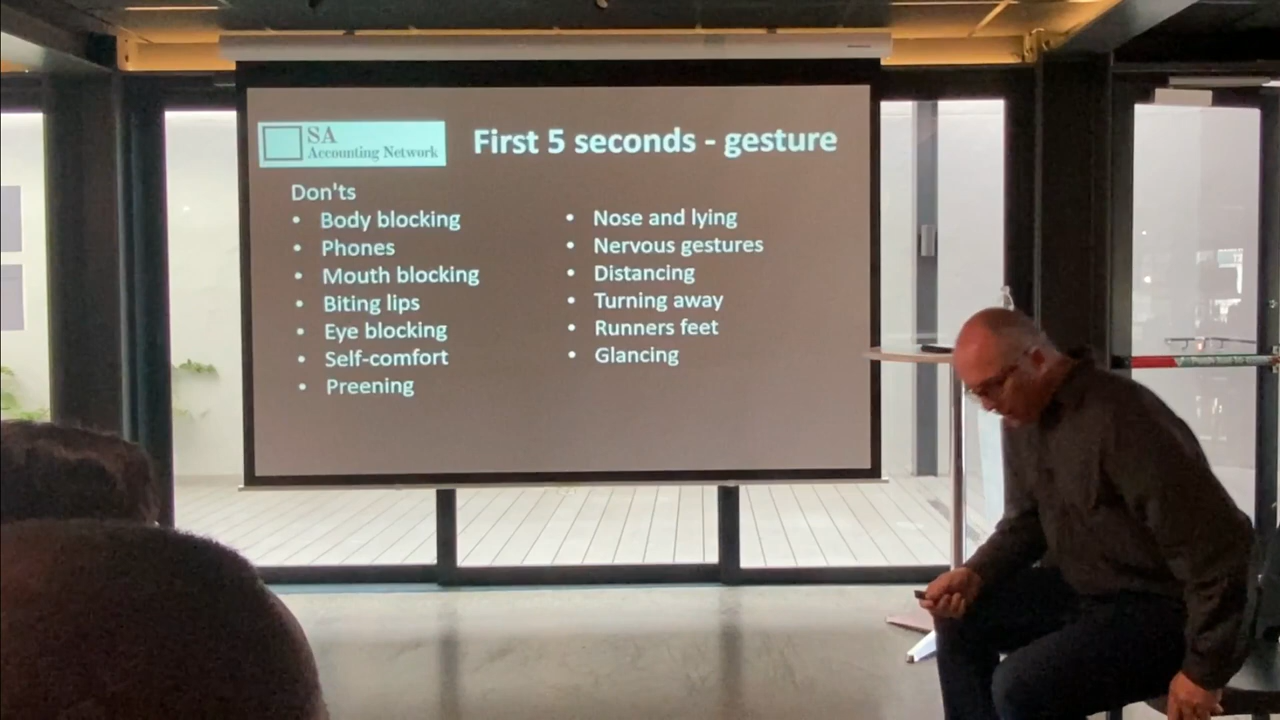 SA
Accounting Network
First 5 seconds - gesture
Don'ts
• Body blocking
• Phones
• Mouth blocking
• Biting lips
• Eye blocking
• Self-comfort
• Preening
• Nose and lying
• Nervous gestures
• Distancing
• Turning away
• Runners feet
• Glancing